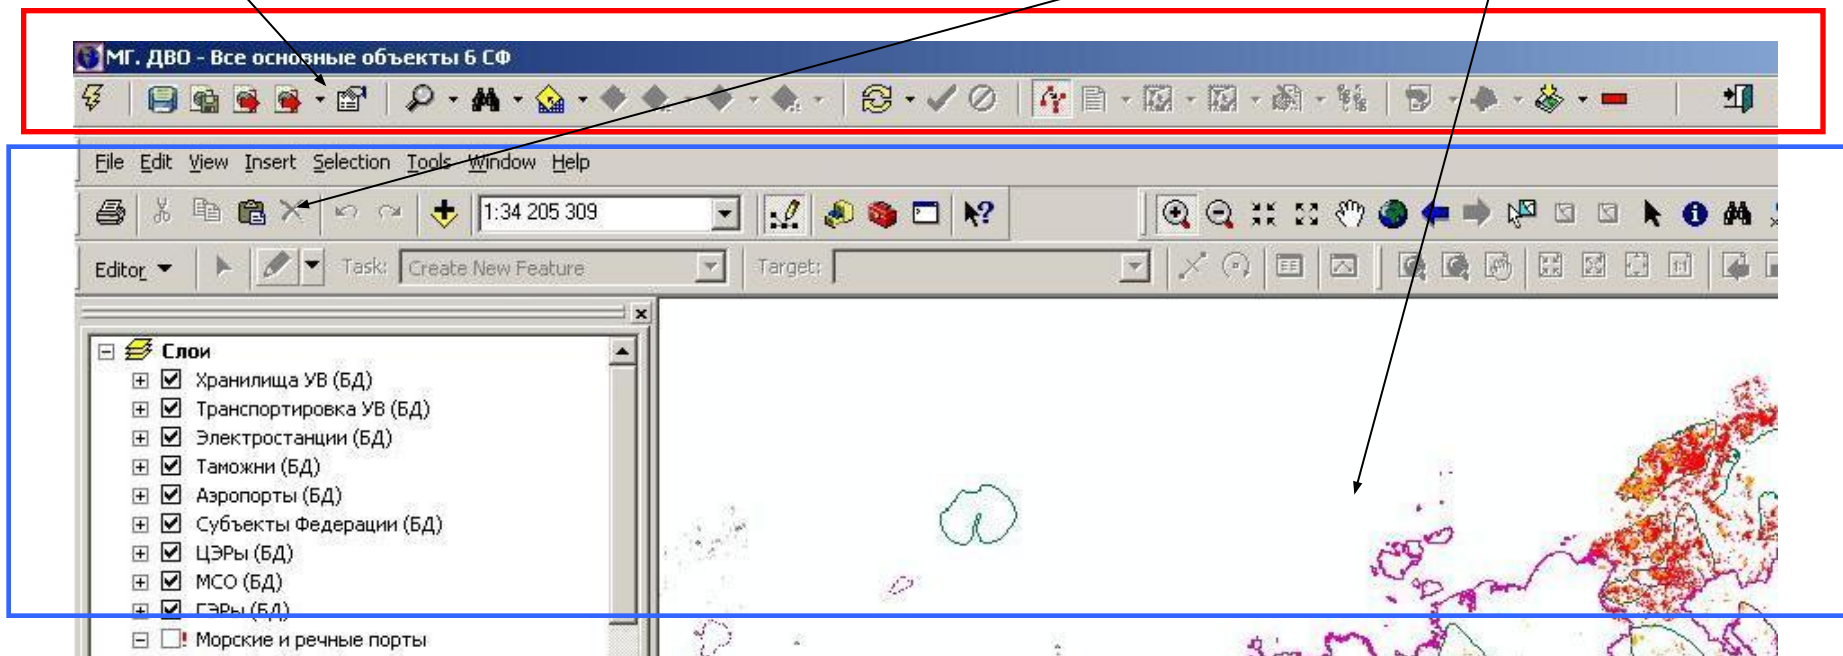 МГ. ДВО - Все основные объекты 6 СФ
File Edit View Insert Selection Tools Window Help
1:34 205 309
Editor Task: Create New Feature Target:
Слои
Хранилища УВ (БД)
Транспортировка УВ (БД)
Электростанции (БД)
Таможни (БД)
Аэропорты (БД)
Субъекты Федерации (БД)
ЦЭРы (БД)
МСО (БД)
ГЭРы (БД)
Морские и речные порты